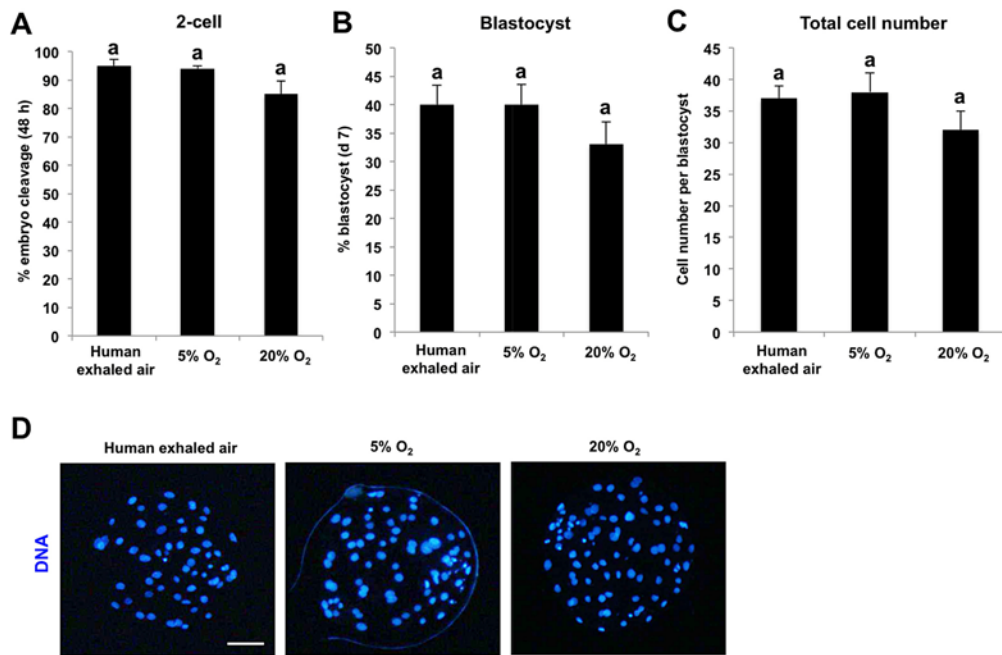 A
2-cell
% embryo cleavage (48 h)
100
90
80
70
60
50
40
30
20
10
0
a
a
a
Human
exhaled air
5% O₂
20% O₂
B
Blastocyst
% blastocyst (d 7)
50
45
40
35
30
25
20
15
10
5
0
a
a
a
Human
exhaled air
5% O₂
20% O₂
C
Total cell number
Cell number per blastocyst
45
40
35
30
25
20
15
10
5
0
a
a
a
Human
exhaled air
5% O₂
20% O₂
D
Human exhaled air
5% O₂
20% O₂
DNA